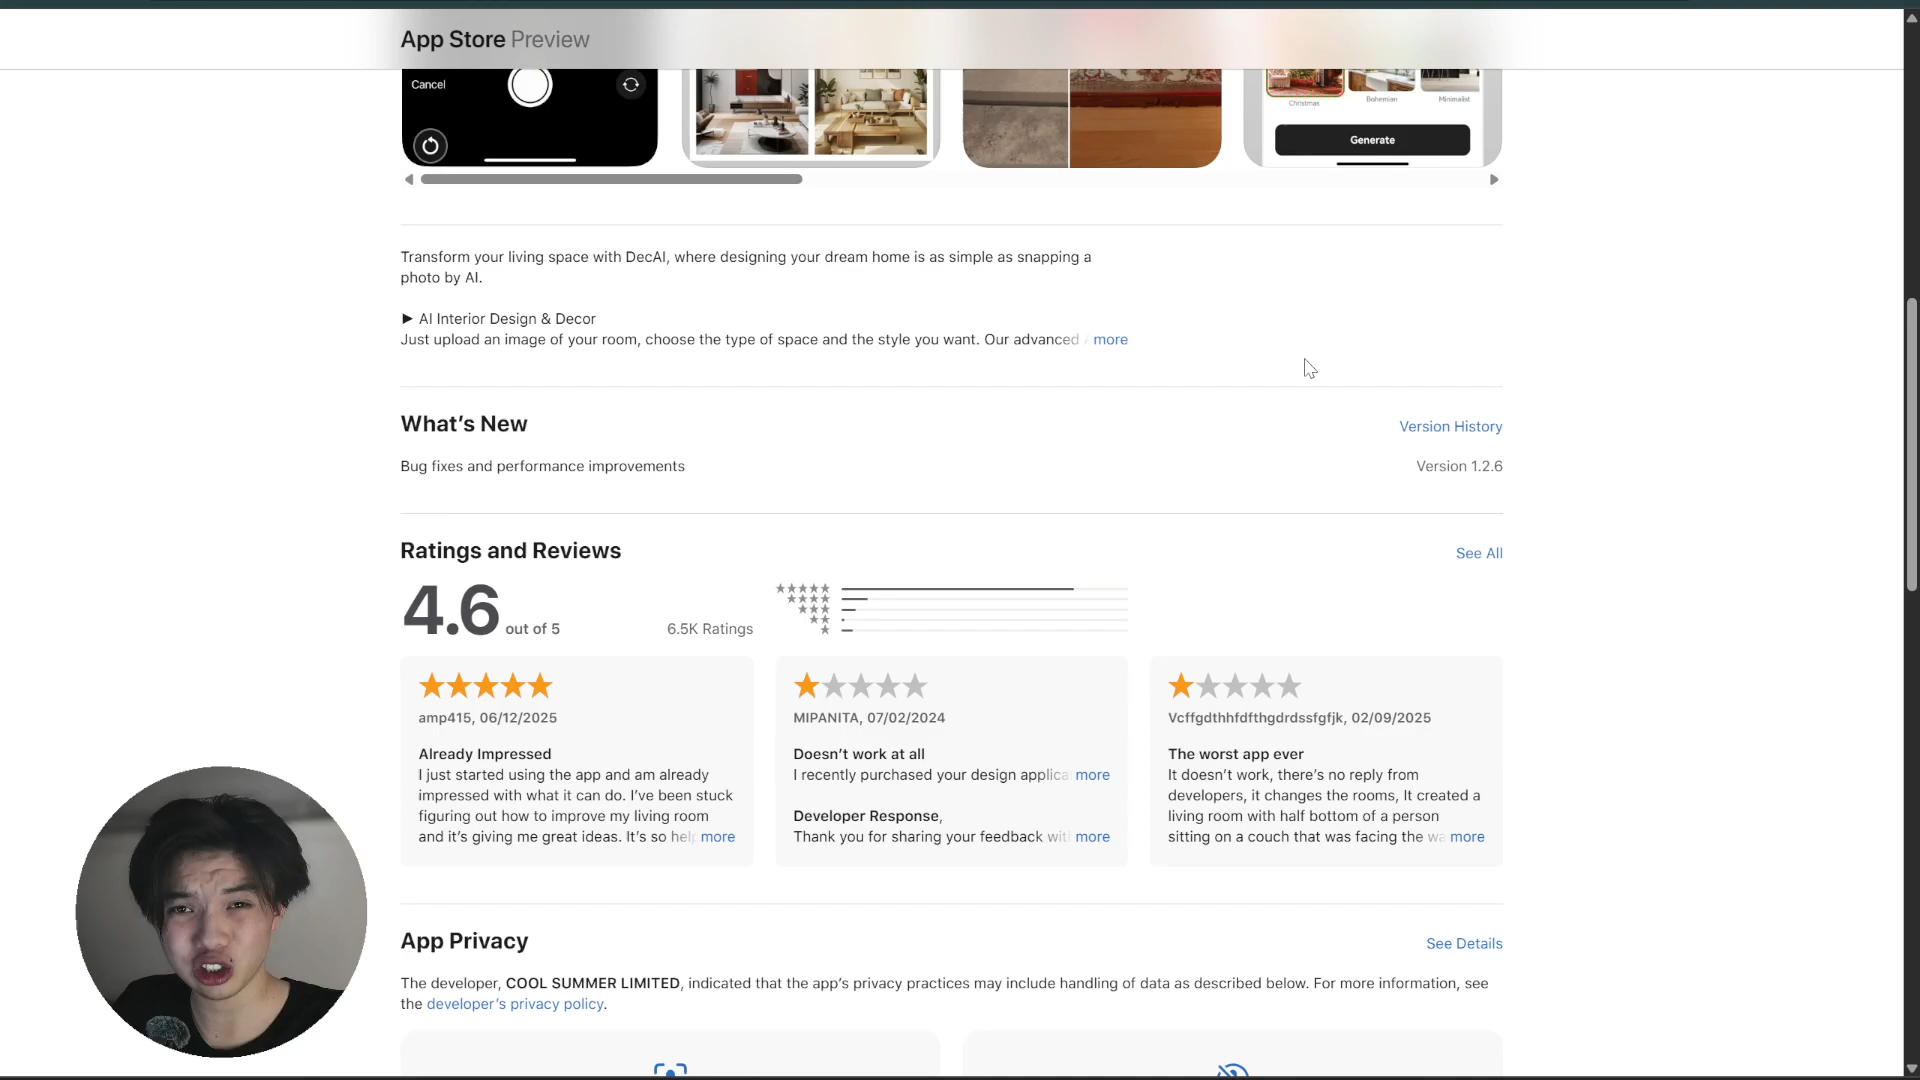 App Store Preview
Cancel
Christmas
Bohemian
Minimalist
Generate
Transform your living space with DecAI, where designing your dream home is as simple as snapping a
photo by AI.
► AI Interior Design & Decor
Just upload an image of your room, choose the type of space and the style you want. Our advanced more
What's New
Version History
Bug fixes and performance improvements
Version 1.2.6
Ratings and Reviews
See All
4.6 out of 5
6.5K Ratings
amp415, 06/12/2025
Already Impressed
I just started using the app and am already
impressed with what it can do. I've been stuck
figuring out how to improve my living room
and it's giving me great ideas. It's so more
MIPANITA, 07/02/2024
Doesn't work at all
I recently purchased your design more
Developer Response,
Thank you for sharing your feedback more
Vcffgdthhfdfthgdrdssfgfjk, 02/09/2025
The worst app ever
It doesn't work, there's no reply from
developers, it changes the rooms, It created a
living room with half bottom of a person
sitting on a couch that was facing the more
App Privacy
See Details
The developer, COOL SUMMER LIMITED, indicated that the app's privacy practices may include handling of data as described below. For more information, see
the developer's privacy policy.